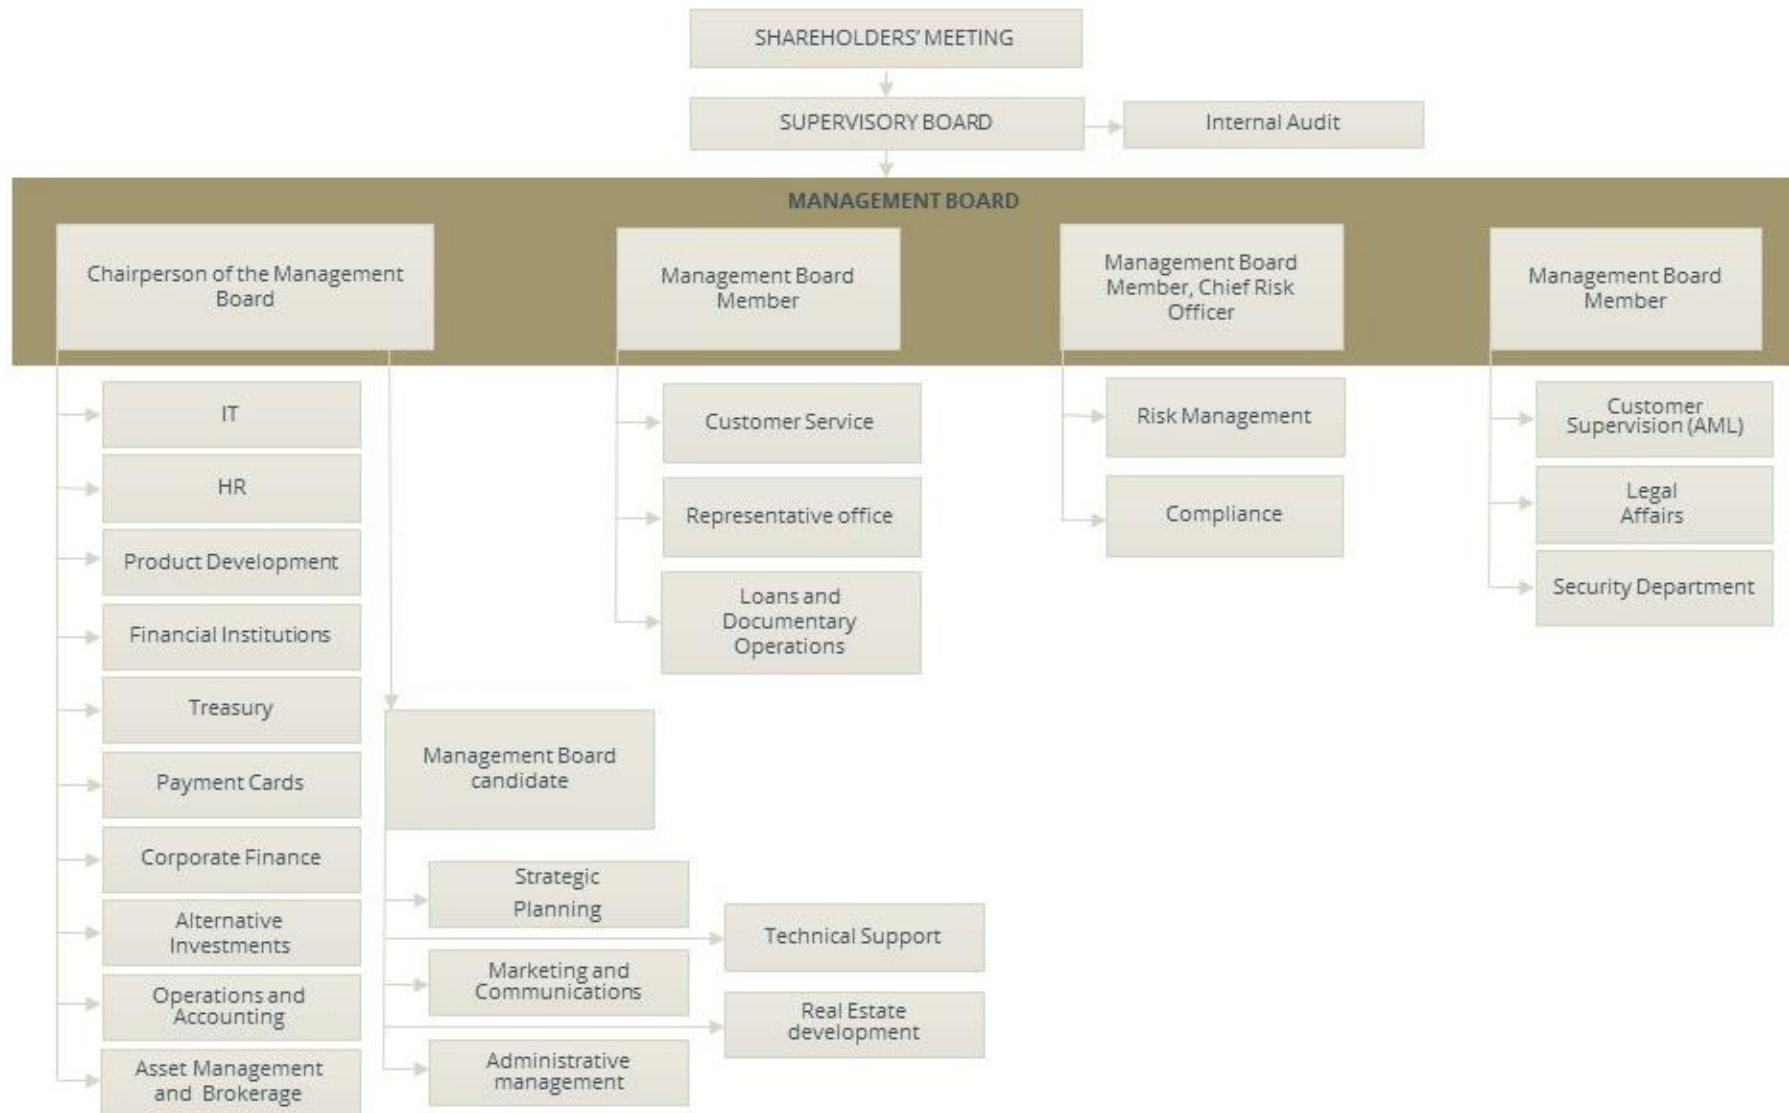 SHAREHOLDERS' MEETING
SUPERVISORY BOARD
Internal Audit
MANAGEMENT BOARD
Chairperson of the Management
Board
Management Board
Member
Management Board
Member, Chief Risk
Officer
Management Board
Member
IT
HR
Product Development
Financial Institutions
Treasury
Payment Cards
Corporate Finance
Alternative
Investments
Operations and
Accounting
Asset Management
and Brokerage
Management Board
candidate
Strategic
Planning
Technical Support
Marketing and
Communications
Real Estate
development
Administrative
management
Customer Service
Representative office
Loans and
Documentary
Operations
Risk Management
Compliance
Customer
Supervision (AML)
Legal
Affairs
Security Department